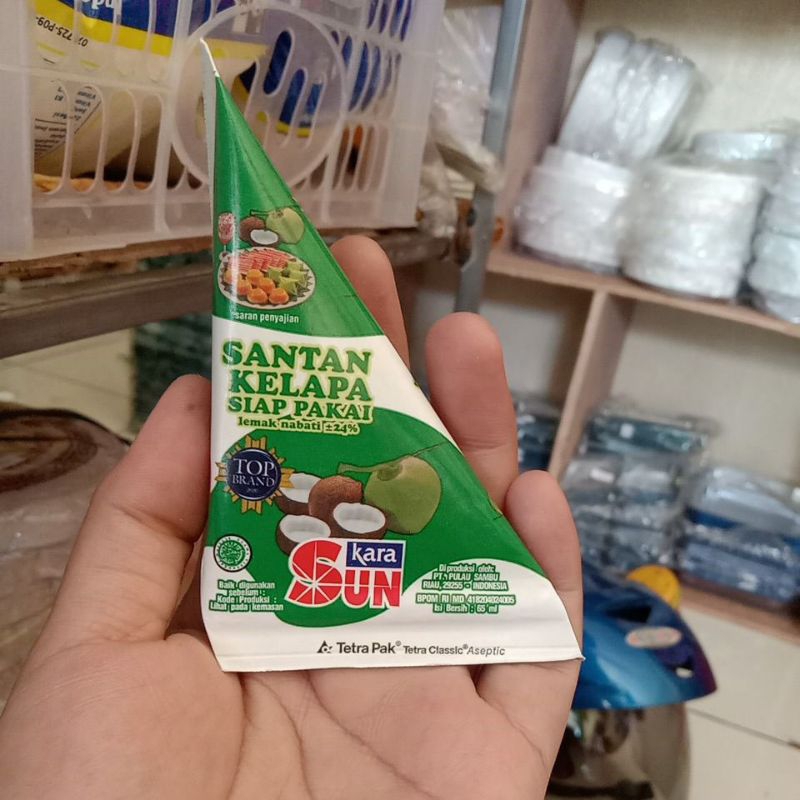 saran penyajian
SANTAN
KELAPA
SIAP PAKAI
lemak nabati ±24%
TOP
BRAND
2020
kara
SUN
Baik digunakan
sebelum :
Kode Produksi :
Lihat pada kemasan
Di produksi oleh:
PT. PULAU SAMBU
RIAU, 29255 - INDONESIA
BPOM RI MD 418204024095
Isi Bersih : 65 ml
Tetra Pak® Tetra Classic® Aseptic